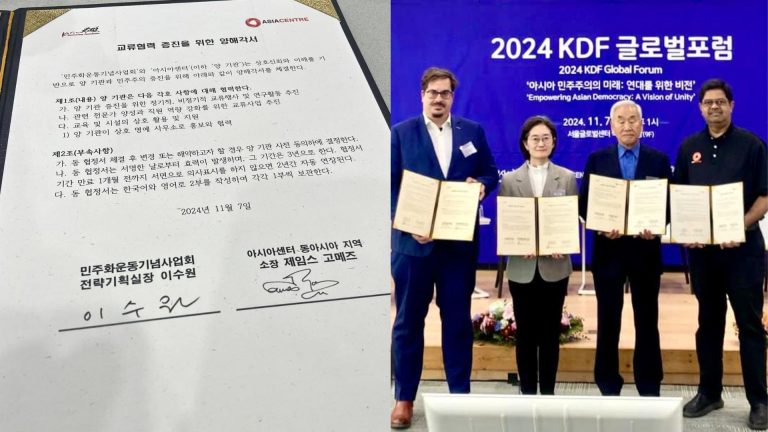 ASIACENTRE
교류협력 증진을 위한 양해각서
'민주화운동기념사업회'와 '아시아센터'(이하 '양 기관')는 상호신뢰와 이해를 기
반으로 양 기관과 민주주의 증진을 위해 아래와 같이 양해각서를 체결한다.
제1조(내용) 양 기관은 다음 각호 사항에 대해 협력한다.
가. 양 기관 증진을 위한 정기적, 비정기적 교류행사 및 연구활동 추진
나. 관련 전문가 양성과 직원 역량 강화를 위한 교류사업 추진
다. 교육 및 시설의 상호 활용 및 지원
1) 양 기관이 상호 명예 사무소로 홍보와 협력
제2조(부속사항)
가. 동 협정서 체결 후 변경 또는 해약하고자 할 경우 양 기관 사전 동의하에 결정한다.
나. 동 협정서는 서명한 날로부터 효력이 발생하며, 그 기간은 3년으로 한다. 협정서
기간 만료 1개월 전까지 서면으로 의사표시를 하지 않으면 2년간 자동 연장된다.
다. 동 협정서는 한국어와 영어로 2부를 작성하여 각각 1부씩 보관한다.
2024년 11월 7일
민주화운동기념사업회
전략기획실장 이수원
이수원
아시아센터 동아시아 지역
소장 제임스 고메즈
2024 KDF 글로벌포럼
2024 KDF Global Forum
'아시아 민주주의의 미래: 연대를 위한 비전'
'Empowering Asian Democracy: A Vision of Unity'
2024. 11. 7
1시~
서울글로벌센터
(9F)